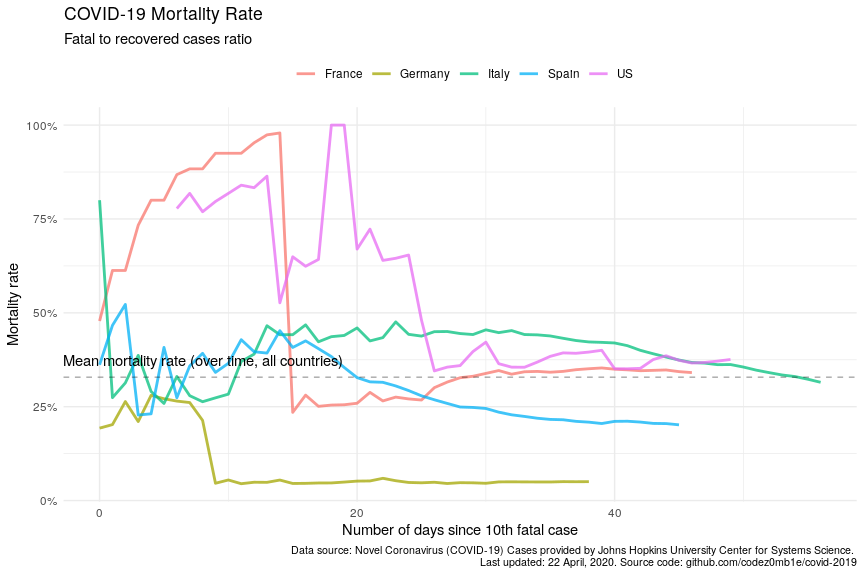 COVID-19 Mortality Rate
Fatal to recovered cases ratio
France Germany Italy Spain US
100%
75%
50%
25%
0%
Mortality rate
Mean mortality rate (over time, all countries)
0 20 40
Number of days since 10th fatal case
Data source: Novel Coronavirus (COVID-19) Cases provided by Johns Hopkins University Center for Systems Science.
Last updated: 22 April, 2020. Source code: github.com/codez0mb1e/covid-2019